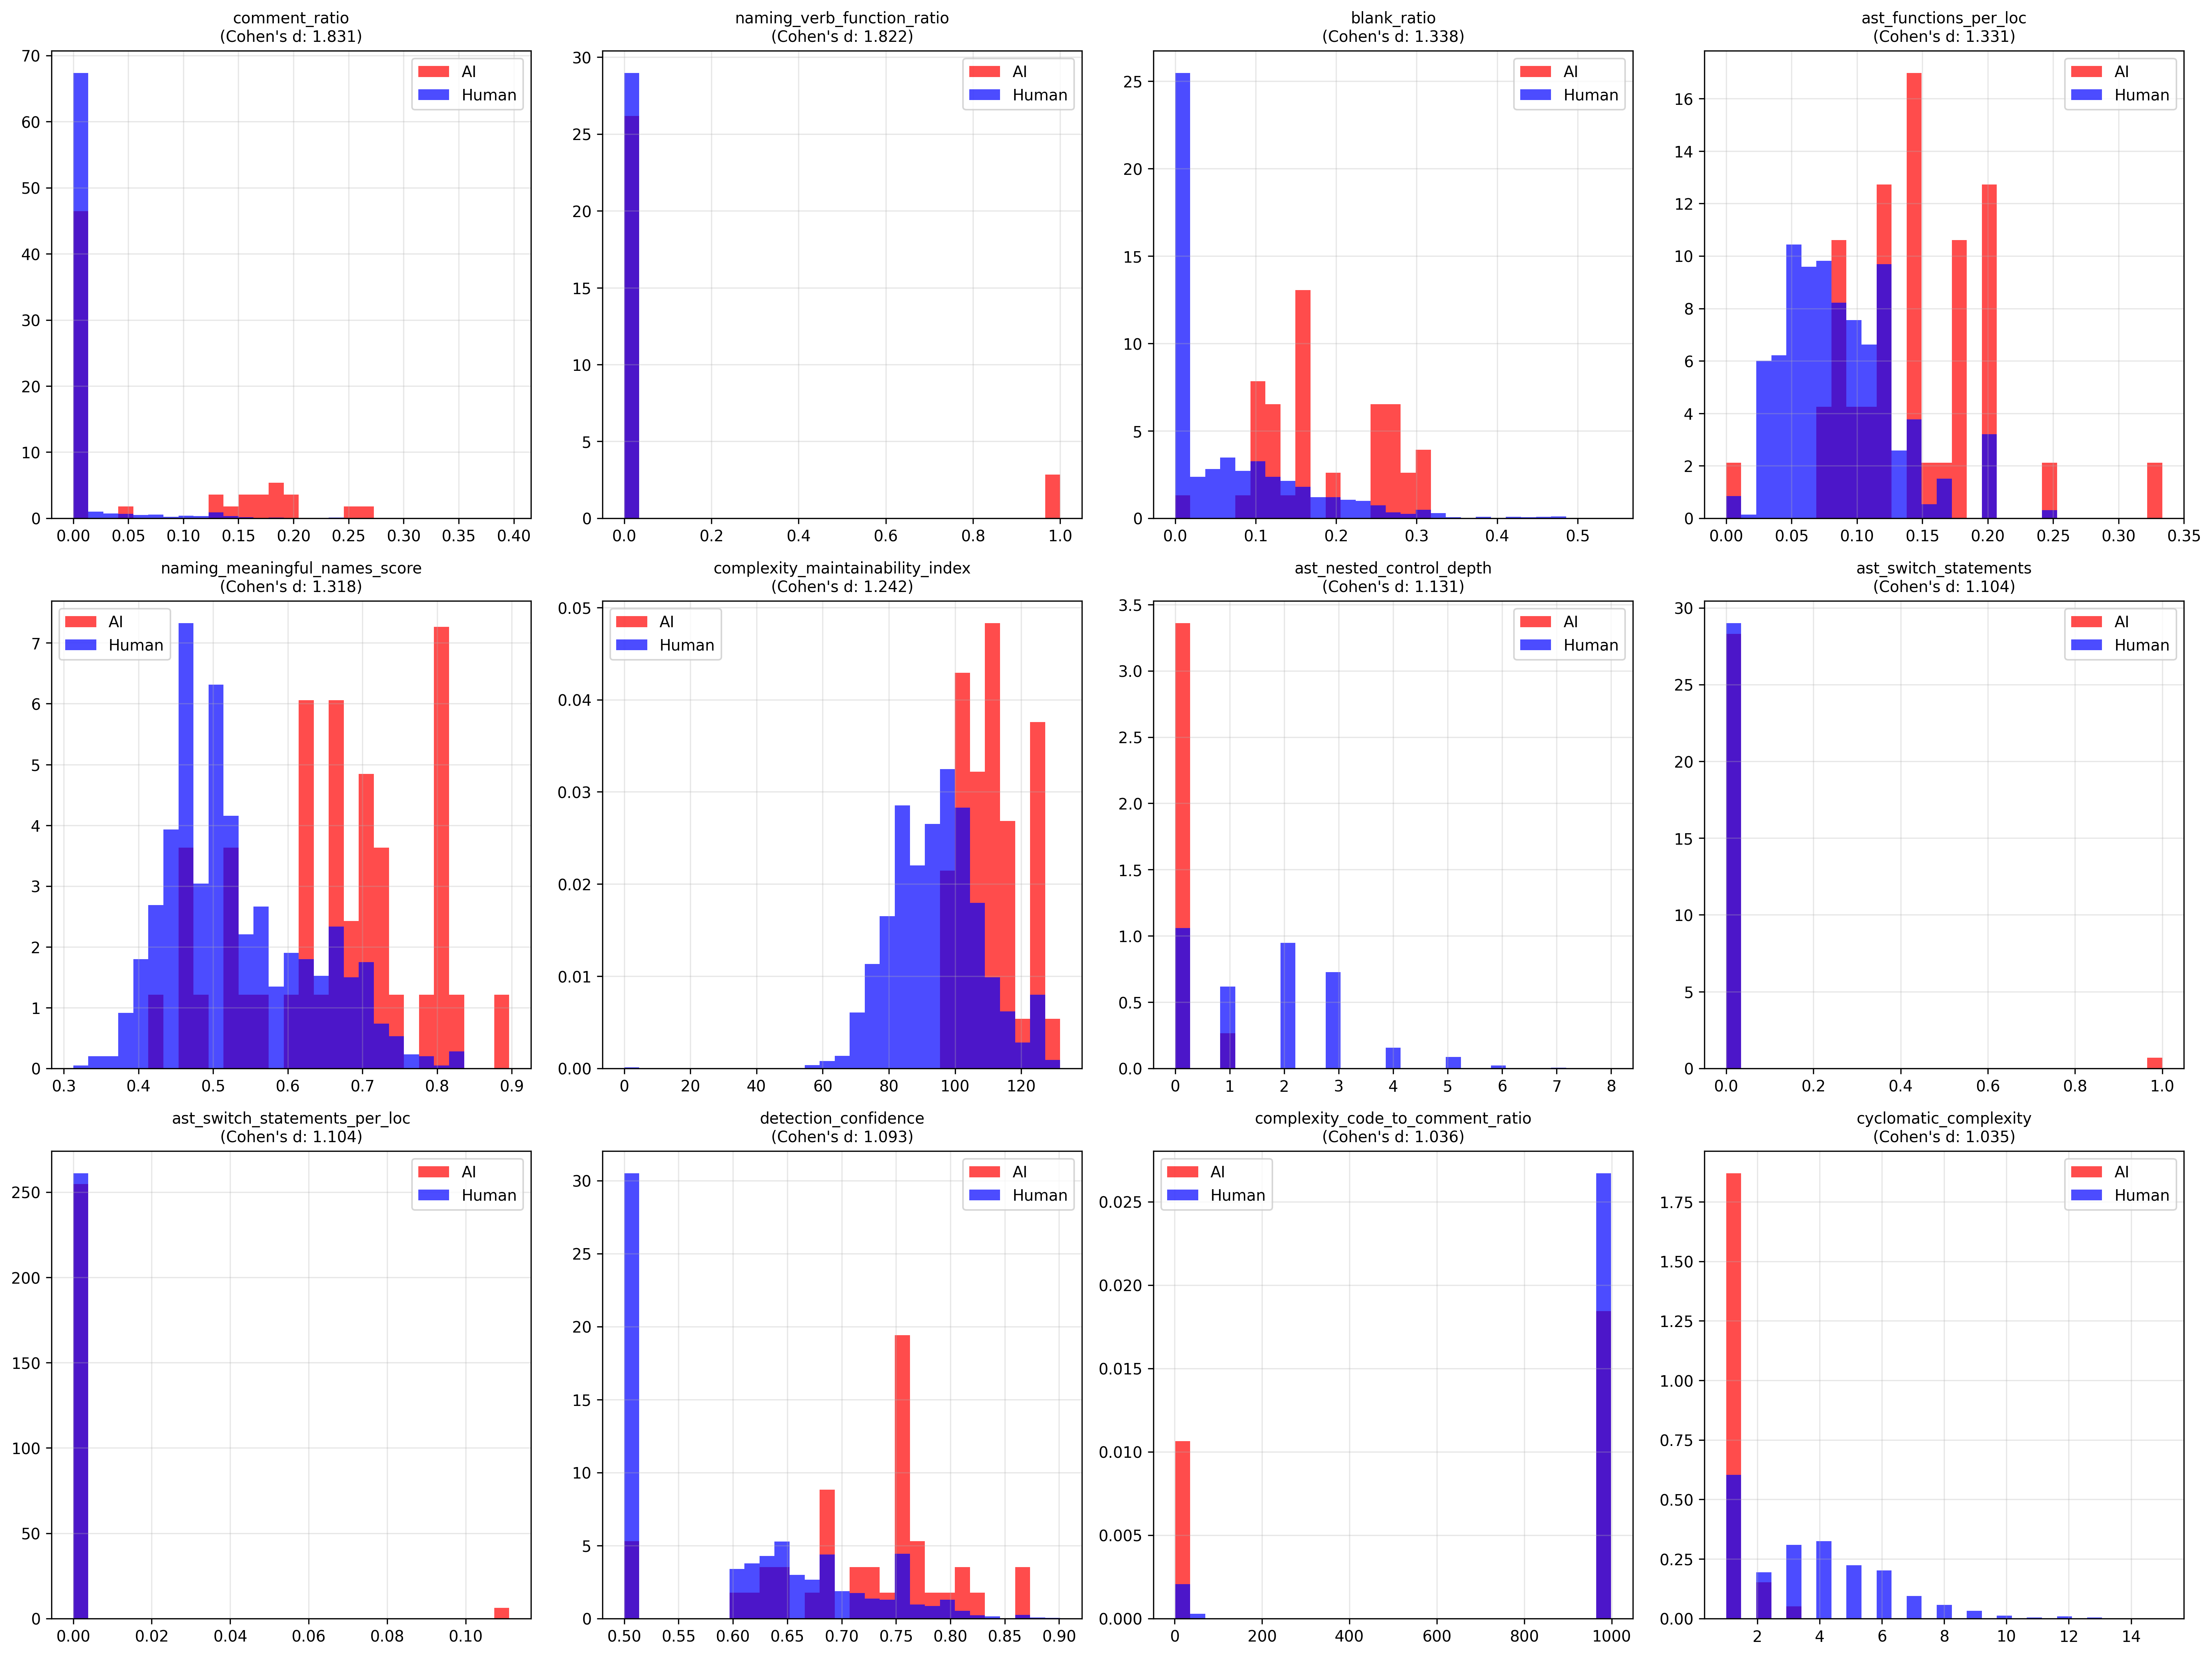 comment_ratio
(Cohen's d: 1.831)
70
60
50
40
30
20
10
0
0.00 0.05 0.10 0.15 0.20 0.25 0.30 0.35 0.40
AI
Human
naming_verb_function_ratio
(Cohen's d: 1.822)
30
25
20
15
10
5
0
0.0 0.2 0.4 0.6 0.8 1.0
AI
Human
blank_ratio
(Cohen's d: 1.338)
25
20
15
10
5
0
0.0 0.1 0.2 0.3 0.4 0.5
AI
Human
ast_functions_per_loc
(Cohen's d: 1.331)
16
14
12
10
8
6
4
2
0
0.00 0.05 0.10 0.15 0.20 0.25 0.30 0.35
AI
Human
naming_meaningful_names_score
(Cohen's d: 1.318)
7
6
5
4
3
2
1
0
0.3 0.4 0.5 0.6 0.7 0.8 0.9
AI
Human
complexity_maintainability_index
(Cohen's d: 1.242)
0.05
0.04
0.03
0.02
0.01
0.00
0 20 40 60 80 100 120
AI
Human
ast_nested_control_depth
(Cohen's d: 1.131)
3.5
3.0
2.5
2.0
1.5
1.0
0.5
0.0
0 1 2 3 4 5 6 7 8
AI
Human
ast_switch_statements
(Cohen's d: 1.104)
30
25
20
15
10
5
0
0.0 0.2 0.4 0.6 0.8 1.0
AI
Human
ast_switch_statements_per_loc
(Cohen's d: 1.104)
250
200
150
100
50
0
0.00 0.02 0.04 0.06 0.08 0.10
AI
Human
detection_confidence
(Cohen's d: 1.093)
30
25
20
15
10
5
0
0.50 0.55 0.60 0.65 0.70 0.75 0.80 0.85 0.90
AI
Human
complexity_code_to_comment_ratio
(Cohen's d: 1.036)
0.025
0.020
0.015
0.010
0.005
0.000
0 200 400 600 800 1000
AI
Human
cyclomatic_complexity
(Cohen's d: 1.035)
1.75
1.50
1.25
1.00
0.75
0.50
0.25
0.00
2 4 6 8 10 12 14
AI
Human